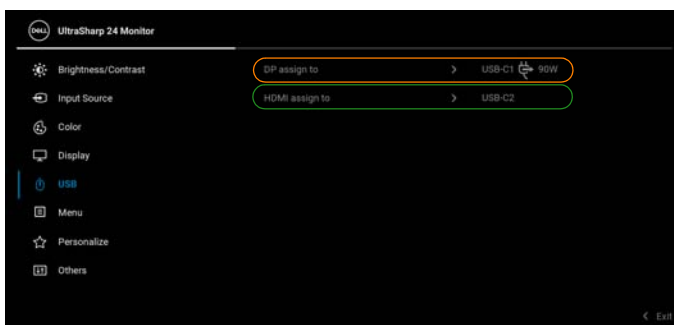 DELL UltraSharp 24 Monitor
Brightness/Contrast
DP assign to > USB-C1 90W
Input Source
HDMI assign to > USB-C2
Color
Display
USB
Menu
Personalize
Others
< Exit